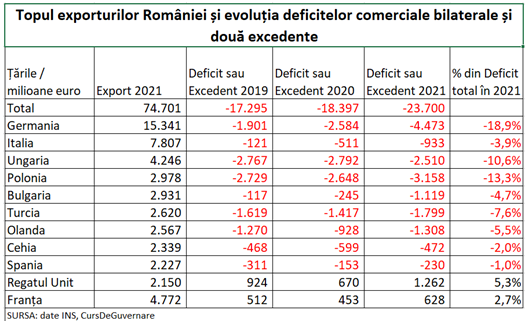 Topul exporturilor României și evoluția deficitelor comerciale bilaterale și
două excedente
Țările / milioane euro | Export 2021 | Deficit sau Excedent 2019 | Deficit sau Excedent 2020 | Deficit sau Excedent 2021 | % din Deficit total în 2021
Total 74.701 -17.295 -18.397 -23.700
Germania 15.341 -1.901 -2.584 -4.473 -18,9%
Italia 7.807 -121 -511 -933 -3,9%
Ungaria 4.246 -2.767 -2.792 -2.510 -10,6%
Polonia 2.978 -2.729 -2.648 -3.158 -13,3%
Bulgaria 2.931 -117 -245 -1.119 -4,7%
Turcia 2.620 -1.619 -1.417 -1.799 -7,6%
Olanda 2.567 -1.270 -928 -1.308 -5,5%
Cehia 2.339 -468 -599 -472 -2,0%
Spania 2.227 -311 -153 -230 -1,0%
Regatul Unit 2.150 924 670 1.262 5,3%
Franța 4.772 512 453 628 2,7%
SURSA: date INS, CursDeGuvernare